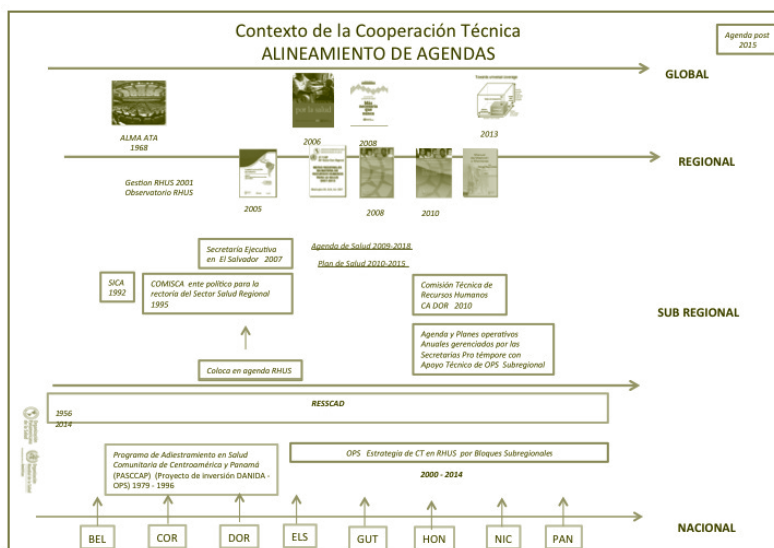 Contexto de la Cooperación Técnica
ALINEAMIENTO DE AGENDAS
Agenda post
2015
GLOBAL
ALMA ATA
1968
por la salud
2006
2008
2013
REGIONAL
Gestion RHUS 2001
Observatorio RHUS
2005
2008
2010
Secretaría Ejecutiva
en El Salvador 2007
Agenda de Salud 2009-2018
Plan de Salud 2010-2015
SICA
1992
COMISCA ente político para la
rectoría del Sector Salud Regional
1995
Comisión Técnica de
Recursos Humanos
CA DOR 2010
SUB REGIONAL
Agenda y Planes operativos
Anuales gerenciados por las
Secretarías Pro témpore con
Apoyo Técnico de OPS Subregional
Coloca en agenda RHUS
RESSCAD
1956
2014
Programa de Adiestramiento en Salud
Comunitaria de Centroamérica y Panamá
(PASCCAP) (Proyecto de inversión DANIDA -
OPS) 1979 - 1996
OPS Estrategia de CT en RHUS por Bloques Subregionales
2000 - 2014
NACIONAL
BEL
COR
DOR
ELS
GUT
HON
NIC
PAN